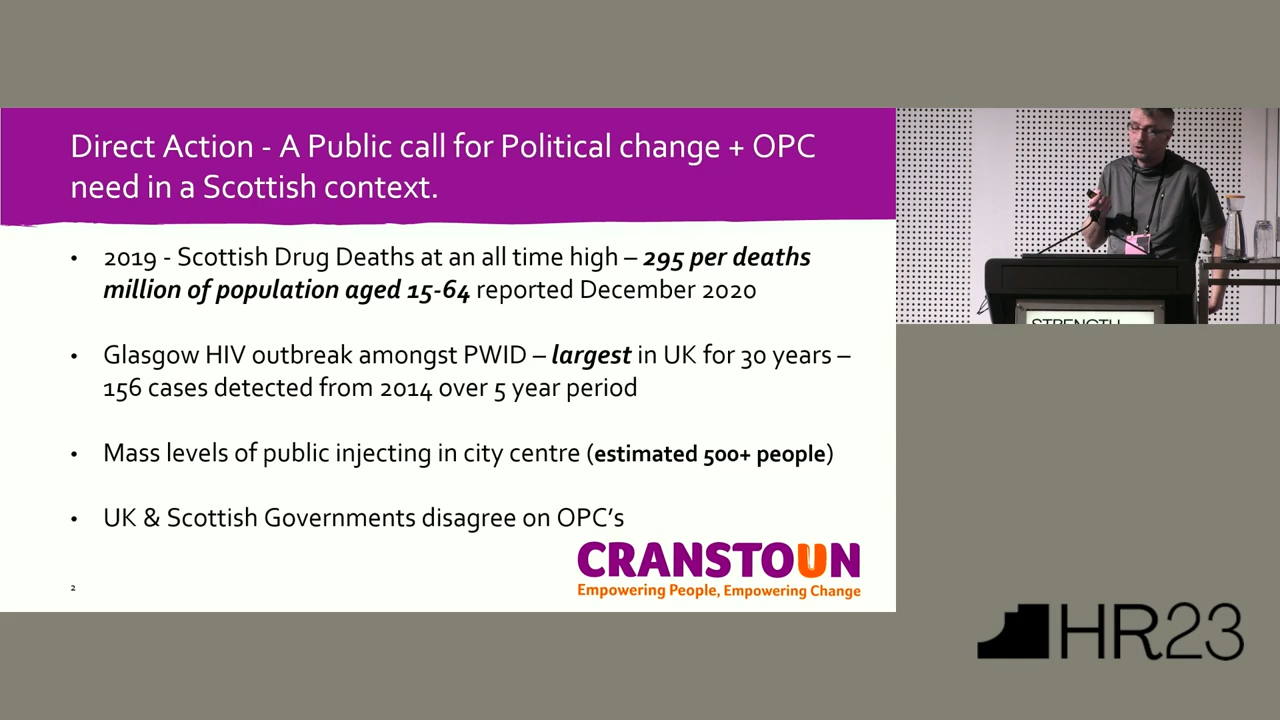 Direct Action - A Public call for Political change + OPC
need in a Scottish context.
• 2019 - Scottish Drug Deaths at an all time high – 295 per deaths
million of population aged 15-64 reported December 2020
• Glasgow HIV outbreak amongst PWID – largest in UK for 30 years –
156 cases detected from 2014 over 5 year period
• Mass levels of public injecting in city centre (estimated 500+ people)
• UK & Scottish Governments disagree on OPC’s
CRANSTOUN
Empowering People, Empowering Change
2
STRENGTH
HR23